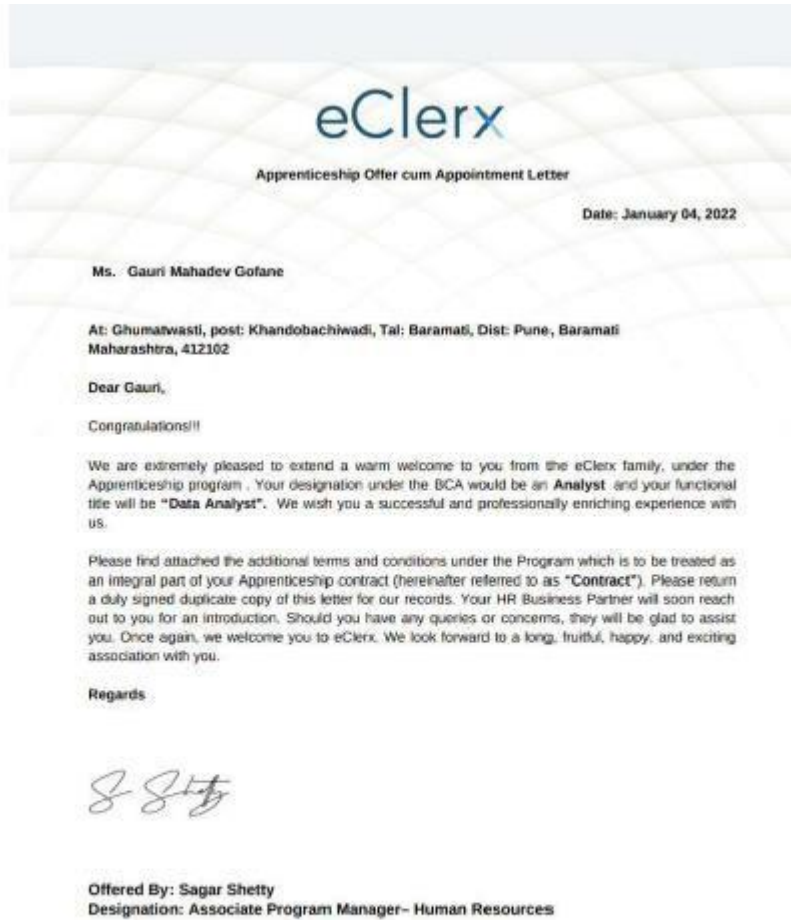 eClerx
Apprenticeship Offer cum Appointment Letter
Date: January 04, 2022
Ms. Gauri Mahadev Gofane
At: Ghumatwasti, post: Khandobachiwadi, Tal: Baramati, Dist: Pune, Baramati
Maharashtra, 412102
Dear Gauri,
Congratulations!!!
We are extremely pleased to extend a warm welcome to you from the eClerx family, under the
Apprenticeship program . Your designation under the BCA would be an Analyst and your functional
title will be “Data Analyst”. We wish you a successful and professionally enriching experience with
us.
Please find attached the additional terms and conditions under the Program which is to be treated as
an integral part of your Apprenticeship contract (hereinafter referred to as “Contract”). Please return
a duly signed duplicate copy of this letter for our records. Your HR Business Partner will soon reach
out to you for an introduction. Should you have any queries or concerns, they will be glad to assist
you. Once again, we welcome you to eClerx. We look forward to a long, fruitful, happy, and exciting
association with you.
Regards
S Shetty
Offered By: Sagar Shetty
Designation: Associate Program Manager– Human Resources